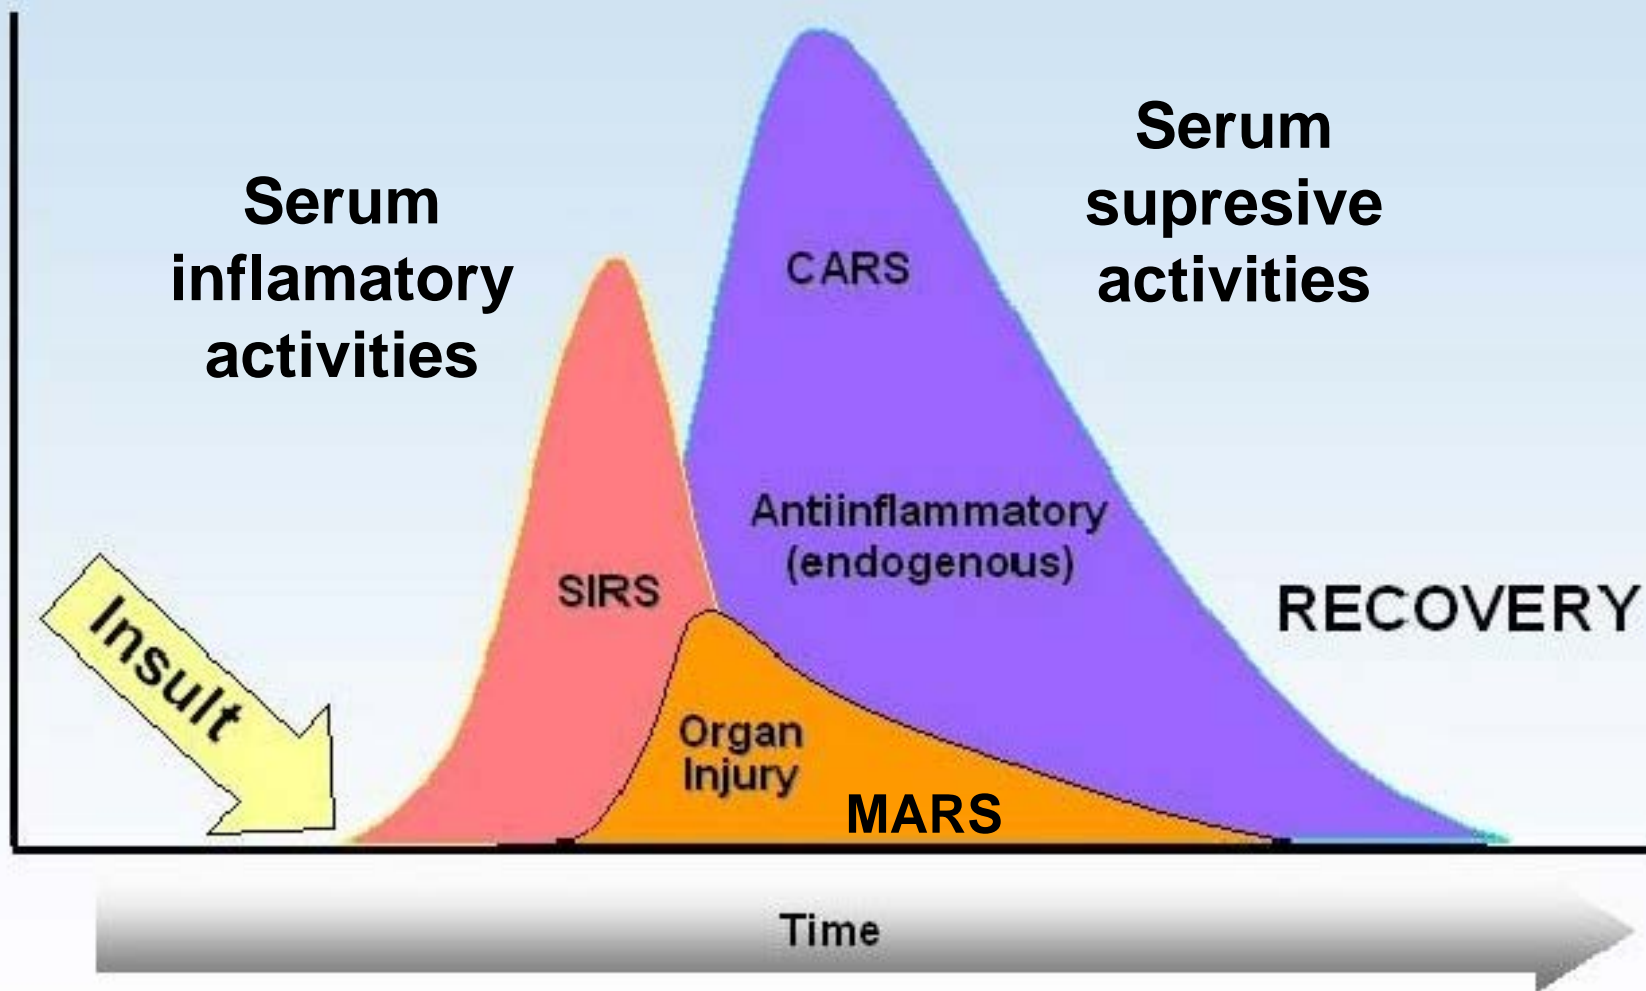 Serum
inflamatory
activities
Serum
supresive
activities
CARS
Antiinflammatory
(endogenous)
SIRS
RECOVERY
Insult
Organ
Injury
MARS
Time